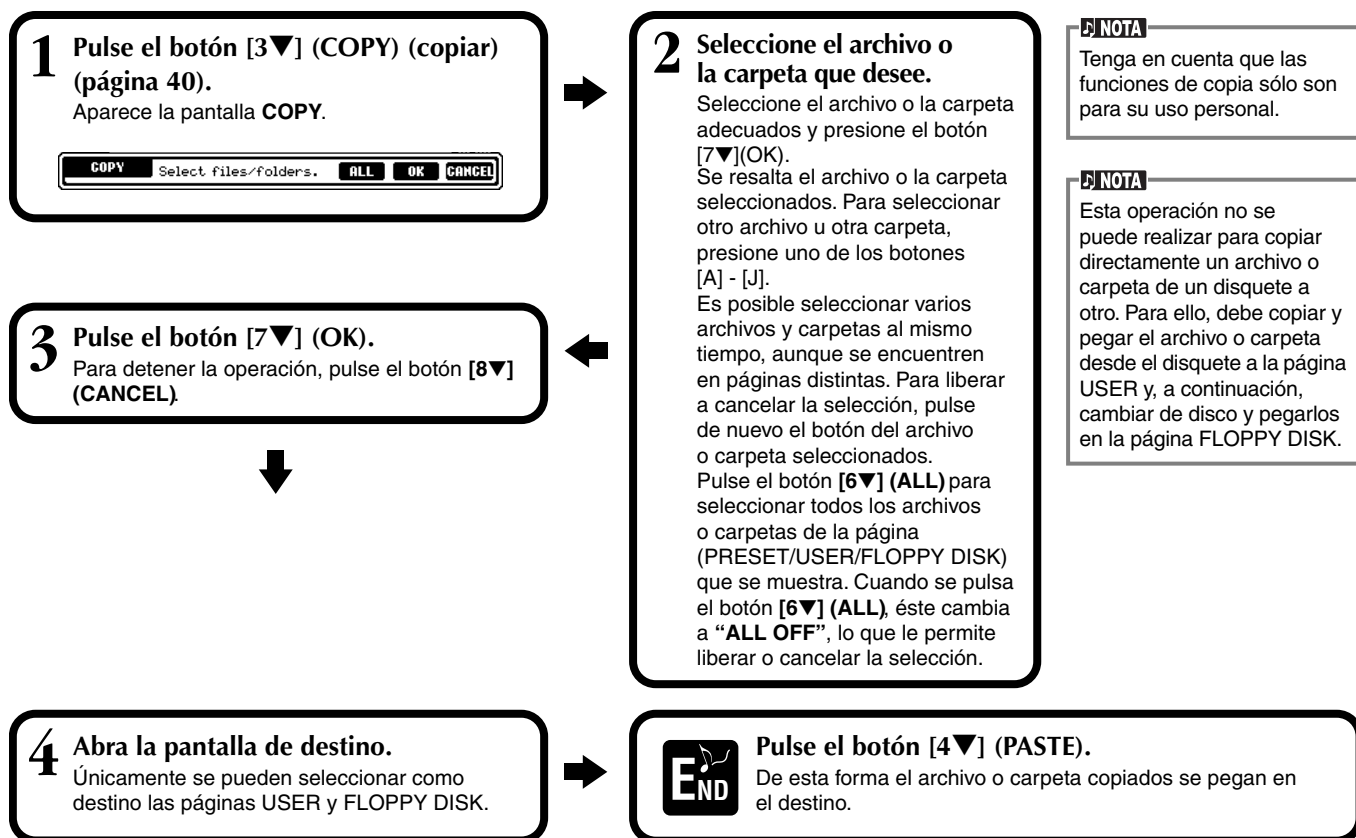 1 Pulse el botón [3▼] (COPY) (copiar)
(página 40).
Aparece la pantalla COPY.
COPY Select files/folders. ALL OK CANCEL
2 Seleccione el archivo o
la carpeta que desee.
Seleccione el archivo o la carpeta
adecuados y presione el botón
[7▼](OK).
Se resalta el archivo o la carpeta
seleccionados. Para seleccionar
otro archivo u otra carpeta,
presione uno de los botones
[A] - [J].
Es posible seleccionar varios
archivos y carpetas al mismo
tiempo, aunque se encuentren
en páginas distintas. Para liberar
a cancelar la selección, pulse
de nuevo el botón del archivo
o carpeta seleccionados.
Pulse el botón [6▼] (ALL) para
seleccionar todos los archivos
o carpetas de la página
(PRESET/USER/FLOPPY DISK)
que se muestra. Cuando se pulsa
el botón [6▼] (ALL), éste cambia
a “ALL OFF”, lo que le permite
liberar o cancelar la selección.
NOTA
Tenga en cuenta que las
funciones de copia sólo son
para su uso personal.
NOTA
Esta operación no se
puede realizar para copiar
directamente un archivo o
carpeta de un disquete a
otro. Para ello, debe copiar y
pegar el archivo o carpeta
desde el disquete a la página
USER y, a continuación,
cambiar de disco y pegarlos
en la página FLOPPY DISK.
3 Pulse el botón [7▼] (OK).
Para detener la operación, pulse el botón [8▼]
(CANCEL).
4 Abra la pantalla de destino.
Únicamente se pueden seleccionar como
destino las páginas USER y FLOPPY DISK.
END
Pulse el botón [4▼] (PASTE).
De esta forma el archivo o carpeta copiados se pegan en
el destino.